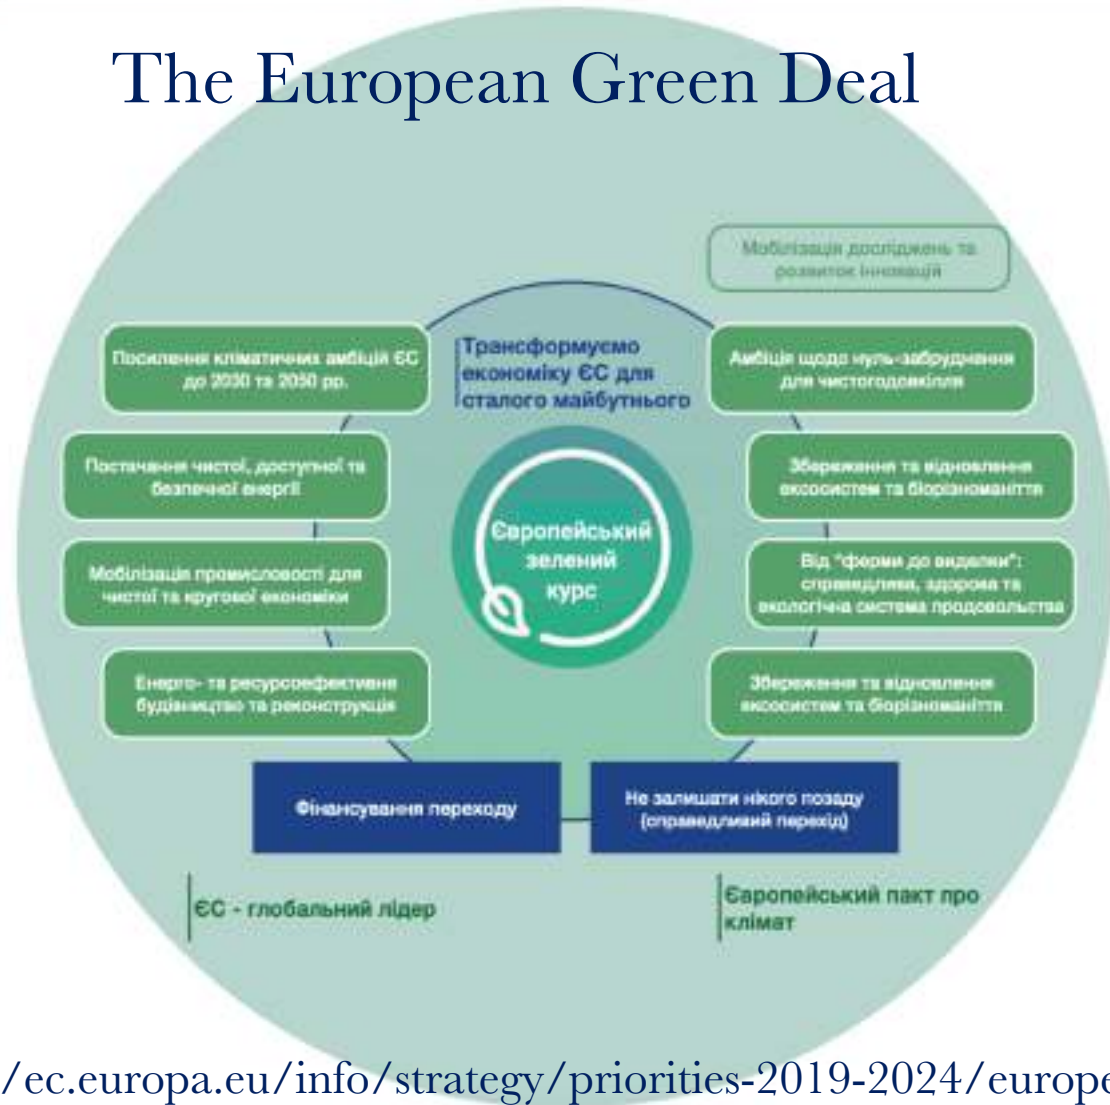 The European Green Deal
Мобілізація досліджень та
розвиток інновацій
Посилення кліматичних амбіцій ЄС
до 2030 та 2050 рр.
Трансформуємо
економіку ЄС для
сталого майбутнього
Амбіція щодо нуль-забруднення
для чистогодовкілля
Постачання чистої, доступної та
безпечної енергії
Збереження та відновлення
екосистем та біорізноманіття
Європейський
зелений
курс
Мобілізація промисловості для
чистої та кругової економіки
Від "ферми до виделки":
справедлива, здорова та
екологічна система продовольства
Енерго- та ресурсоефективне
будівництво та реконструкція
Збереження та відновлення
екосистем та біорізноманіття
Фінансування переходу
Не залишати нікого позаду
(справедливий перехід)
ЄС - глобальний лідер
Європейський пакт про
клімат
/ec.europa.eu/info/strategy/priorities-2019-2024/europe